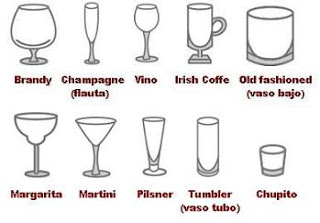 Brandy Champagne Vino Irish Coffe Old fashioned
(flauta) (vaso bajo)
Margarita Martini Pilsner Tumbler Chupito
(vaso tubo)